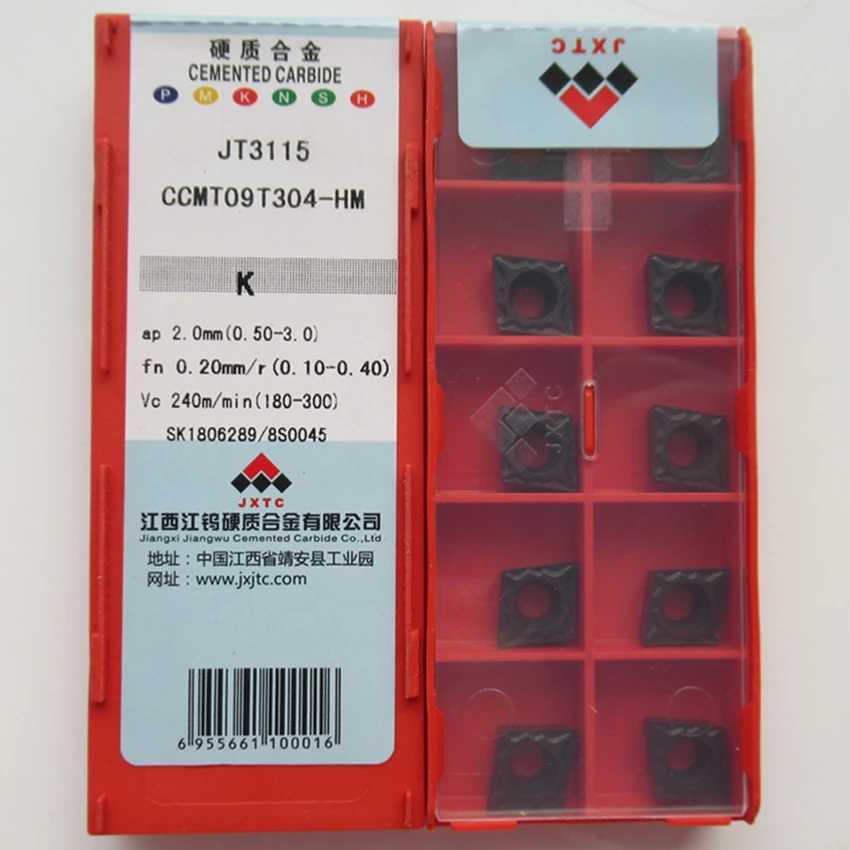 硬质合金
CEMENTED CARBIDE
P M K N S H
JT3115
CCMT09T304-HM
K
ap 2.0mm(0.50-3.0)
fn 0.20mm/r(0.10-0.40)
Vc 240m/min(180-300)
SK1806289/8S0045
JXTC
江西江钨硬质合金有限公司
Jiangxi Jiangwu Cemented Carbide Co.,Ltd
地址：中国江西省靖安县工业园
网址：www.jxjtc.com
6 955661 100016
JXTC
JXTC